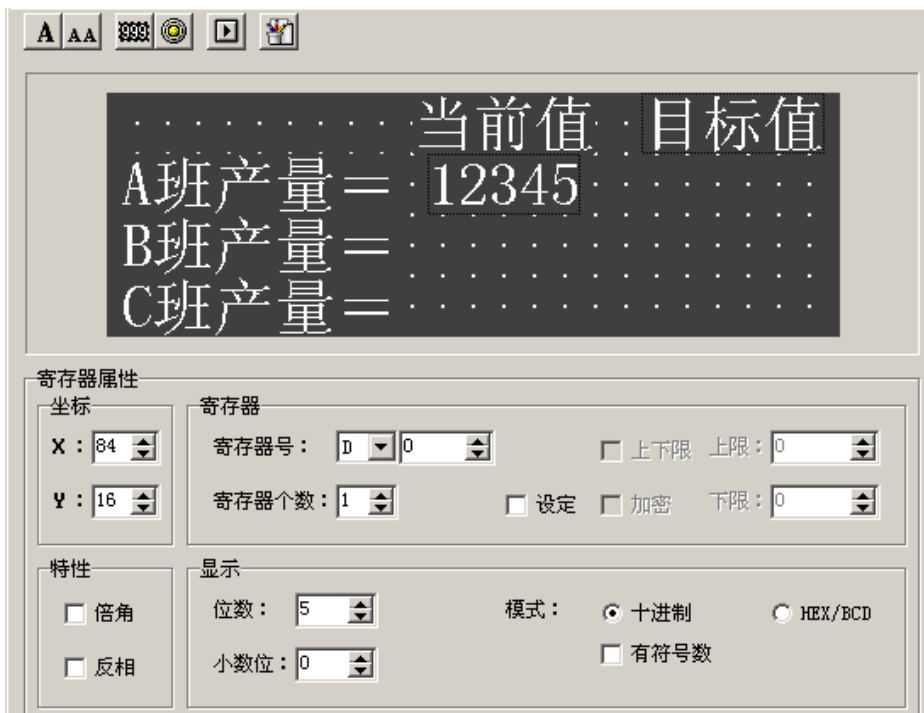 A AA 999
当前值 目标值
A班产量＝ 12345
B班产量＝
C班产量＝
寄存器属性
坐标
X：84
Y：16
寄存器
寄存器号： D 0
上下限 上限：0
寄存器个数：1
设定 加密 下限：0
特性
倍角
反相
显示
位数： 5
模式： 十进制 HEX/BCD
小数位：0
有符号数